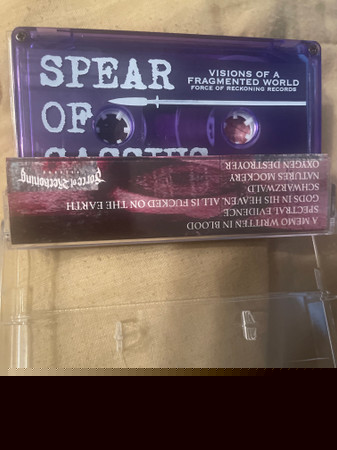 SPEAR
OF
CASSIUS
VISIONS OF A
FRAGMENTED WORLD
FORCE OF RECKONING RECORDS
A MEMO WRITTEN IN BLOOD
SPECTRAL EVIDENCE
GODS IN HIS HEAVEN, ALL IS FUCKED ON THE EARTH
SCHWARZWALD
NATURES MOCKERY
OXYGEN DESTROYER
Force of Reckoning